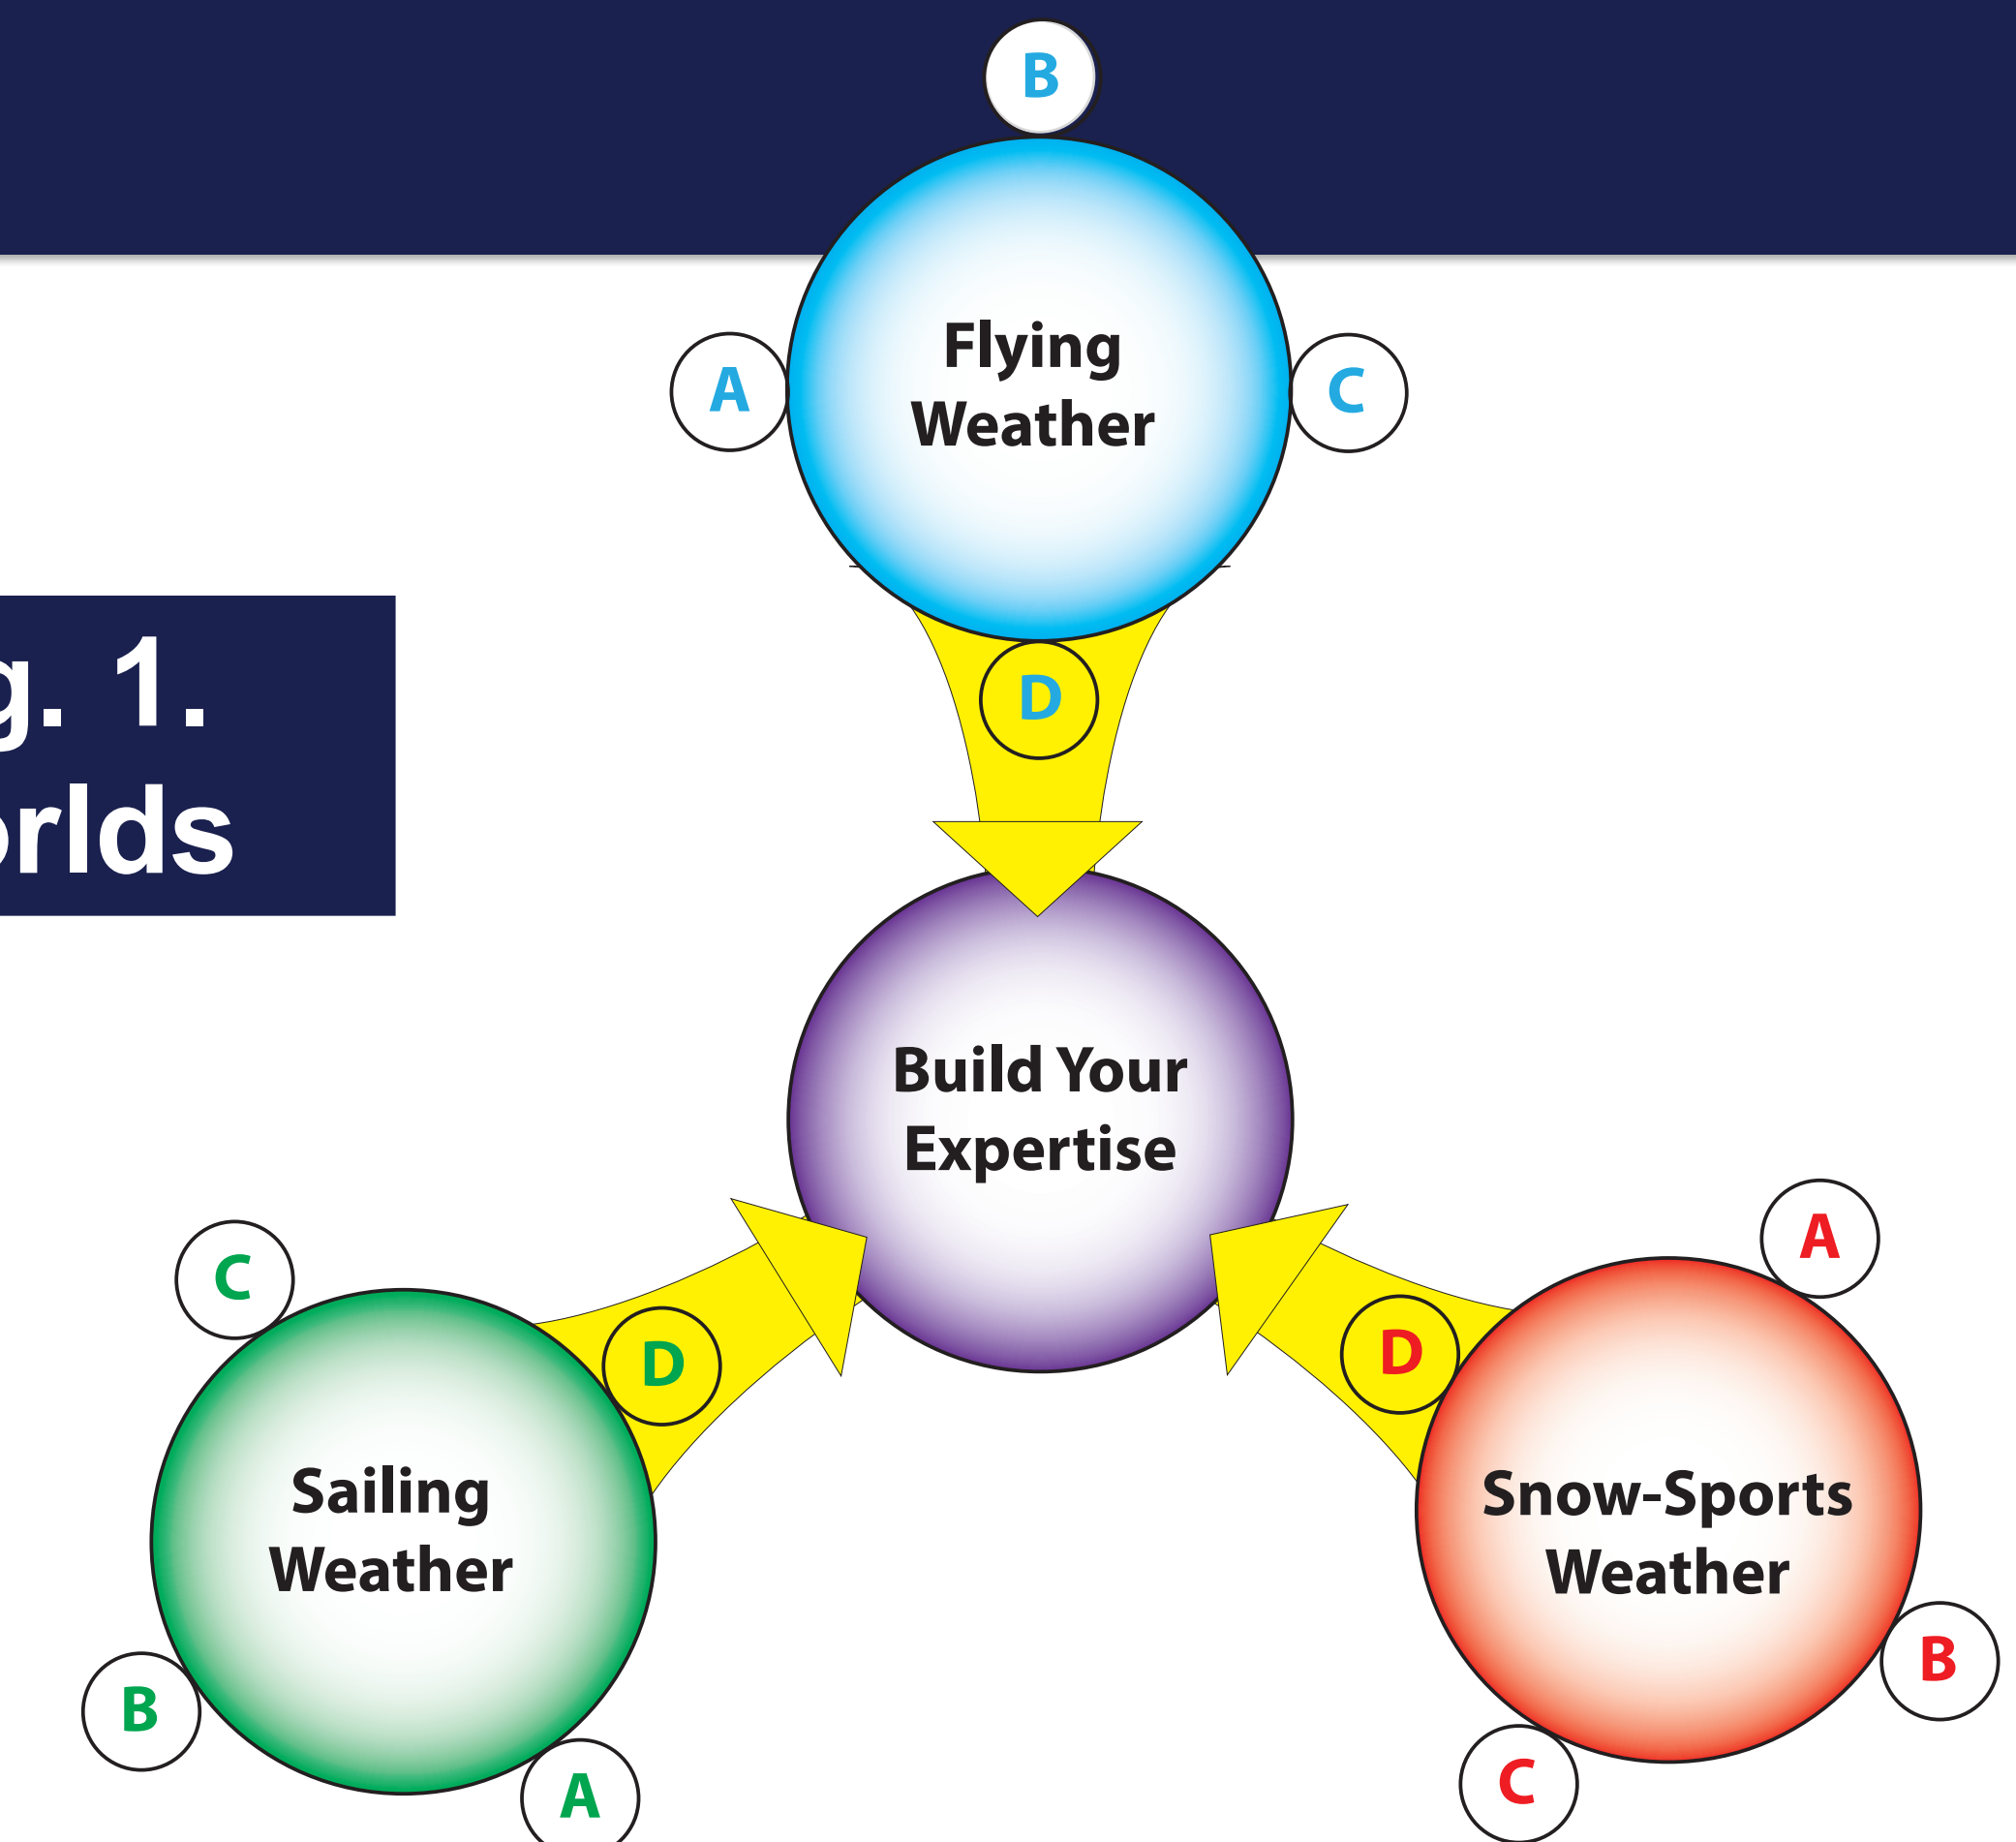 B
Flying
Weather
A
C
g. 1.
orlds
D
Build Your
Expertise
C
D
Sailing
Weather
B
A
A
D
Snow-Sports
Weather
B
C